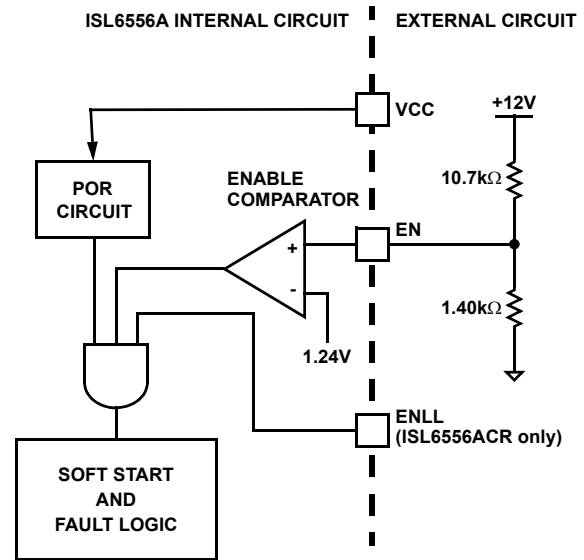 ISL6556A INTERNAL CIRCUIT
EXTERNAL CIRCUIT
VCC
+12V
POR
CIRCUIT
ENABLE
COMPARATOR
10.7kΩ
+
EN
-
1.40kΩ
1.24V
ENLL
(ISL6556ACR only)
SOFT START
AND
FAULT LOGIC